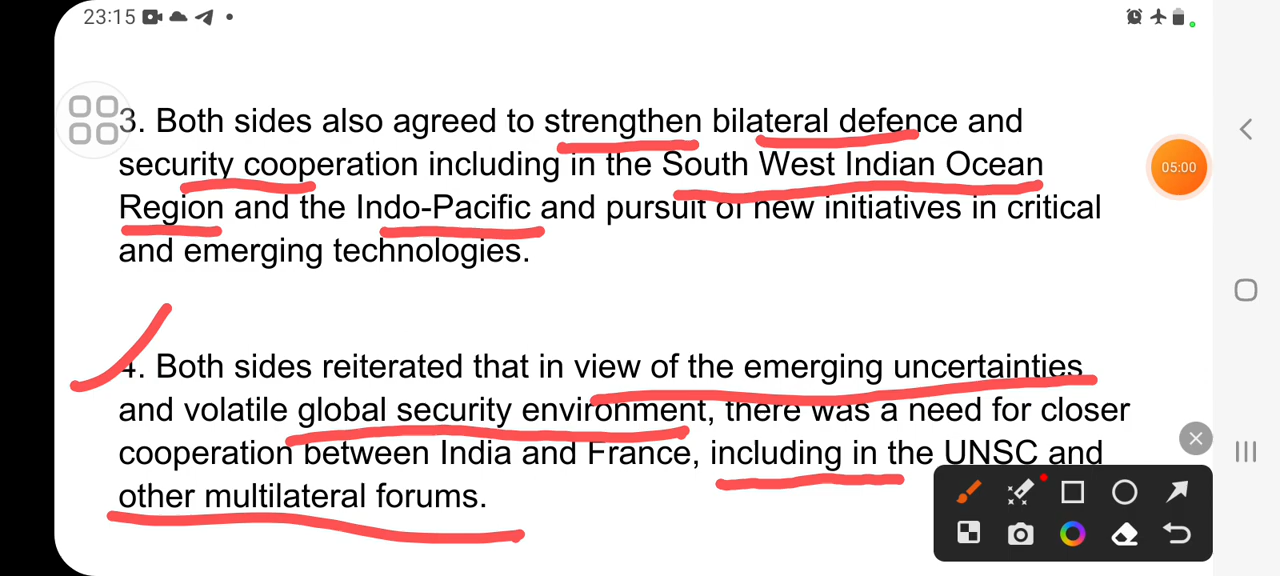 23:15
3. Both sides also agreed to strengthen bilateral defence and
security cooperation including in the South West Indian Ocean
Region and the Indo-Pacific and pursuit of new initiatives in critical
and emerging technologies.
05:00
4. Both sides reiterated that in view of the emerging uncertainties
and volatile global security environment, there was a need for closer
cooperation between India and France, including in the UNSC and
other multilateral forums.